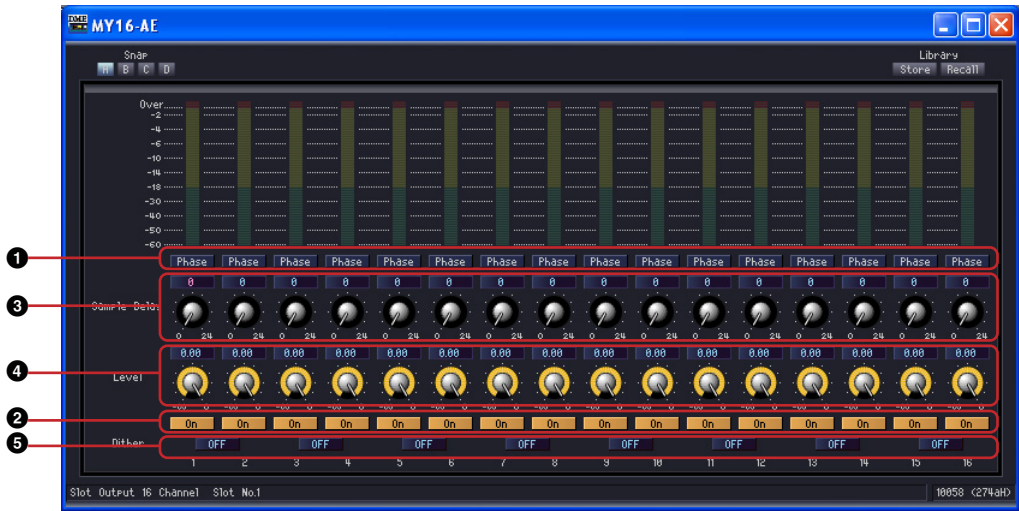 DME MY16-AE
Snap Library
A B C D Store Recall
Over
-2
-4
-6
-10
-14
-18
-30
-40
-50
-60
❶ Phase Phase Phase Phase Phase Phase Phase Phase Phase Phase Phase Phase Phase Phase Phase Phase
0 0 0 0 0 0 0 0 0 0 0 0 0 0 0 0
❸ Sample Delay
0 24 0 24 0 24 0 24 0 24 0 24 0 24 0 24 0 24 0 24 0 24 0 24 0 24 0 24 0 24 0 24
0.00 0.00 0.00 0.00 0.00 0.00 0.00 0.00 0.00 0.00 0.00 0.00 0.00 0.00 0.00 0.00
❹ Level
❷ On On On On On On On On On On On On On On On On
❺ Dither OFF OFF OFF OFF OFF OFF OFF OFF
1 2 3 4 5 6 7 8 9 10 11 12 13 14 15 16
Slot Output 16 Channel Slot No.1 10058 (274aH)